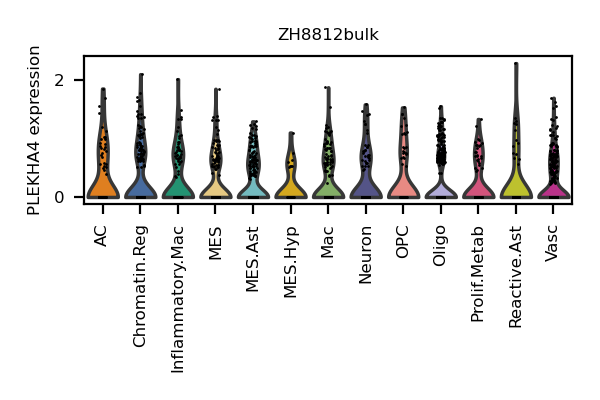 ZH8812bulk
PLEKHA4 expression
2
0
AC
Chromatin.Reg
Inflammatory.Mac
MES
MES.Ast
MES.Hyp
Mac
Neuron
OPC
Oligo
Prolif.Metab
Reactive.Ast
Vasc